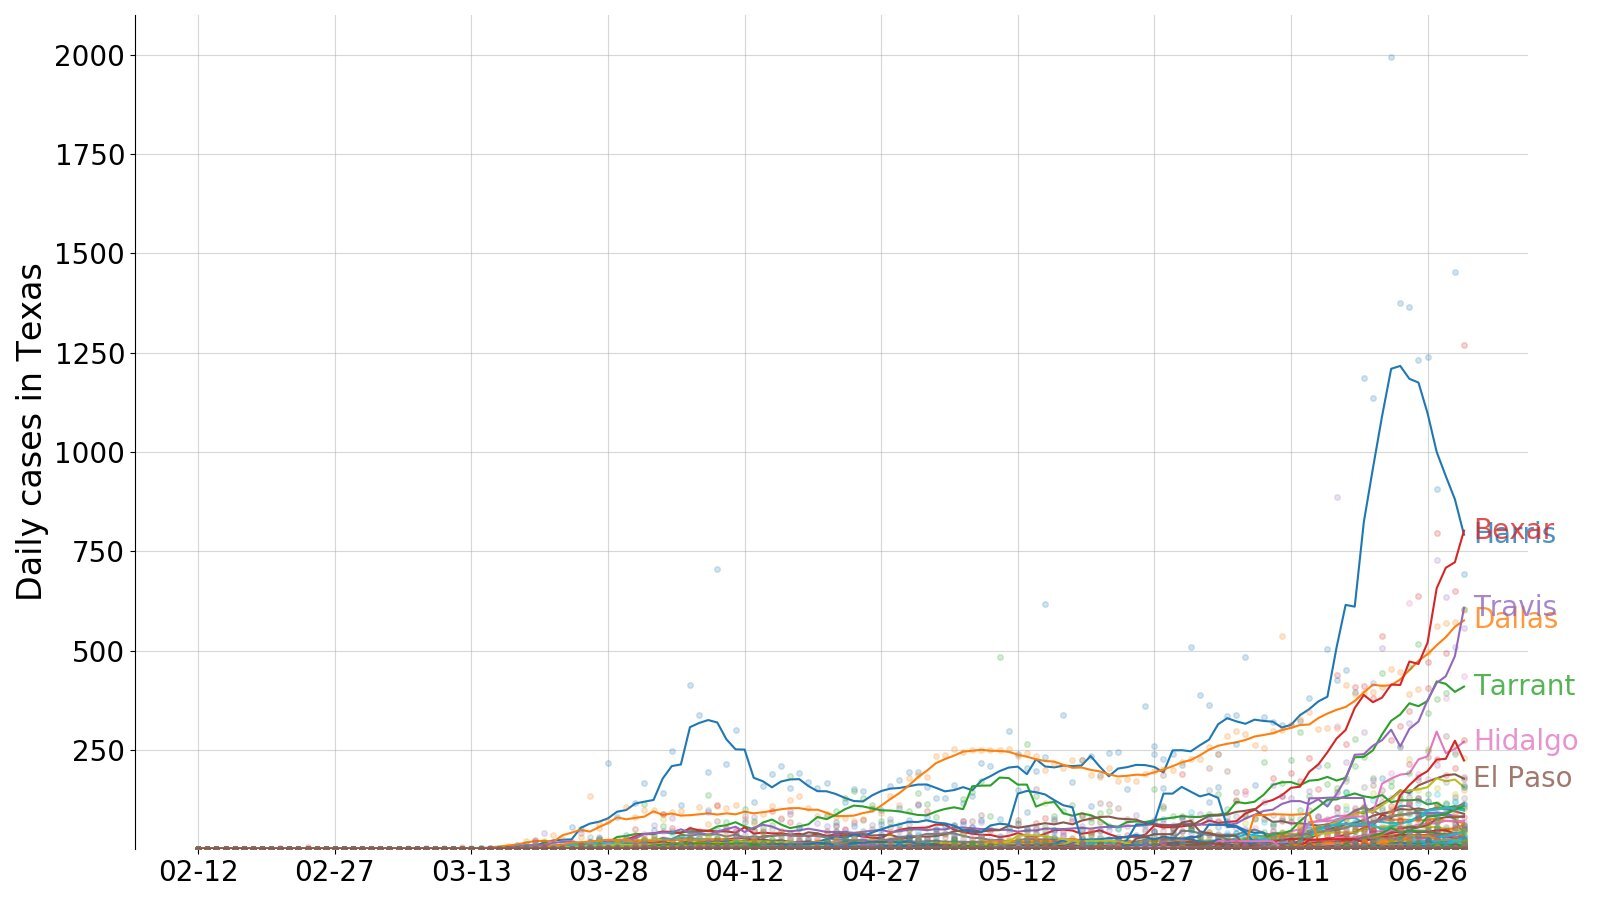 Daily cases in Texas
2000
1750
1500
1250
1000
750
500
250
02-12
02-27
03-13
03-28
04-12
04-27
05-12
05-27
06-11
06-26
Bexar
Harris
Travis
Dallas
Tarrant
Hidalgo
El Paso